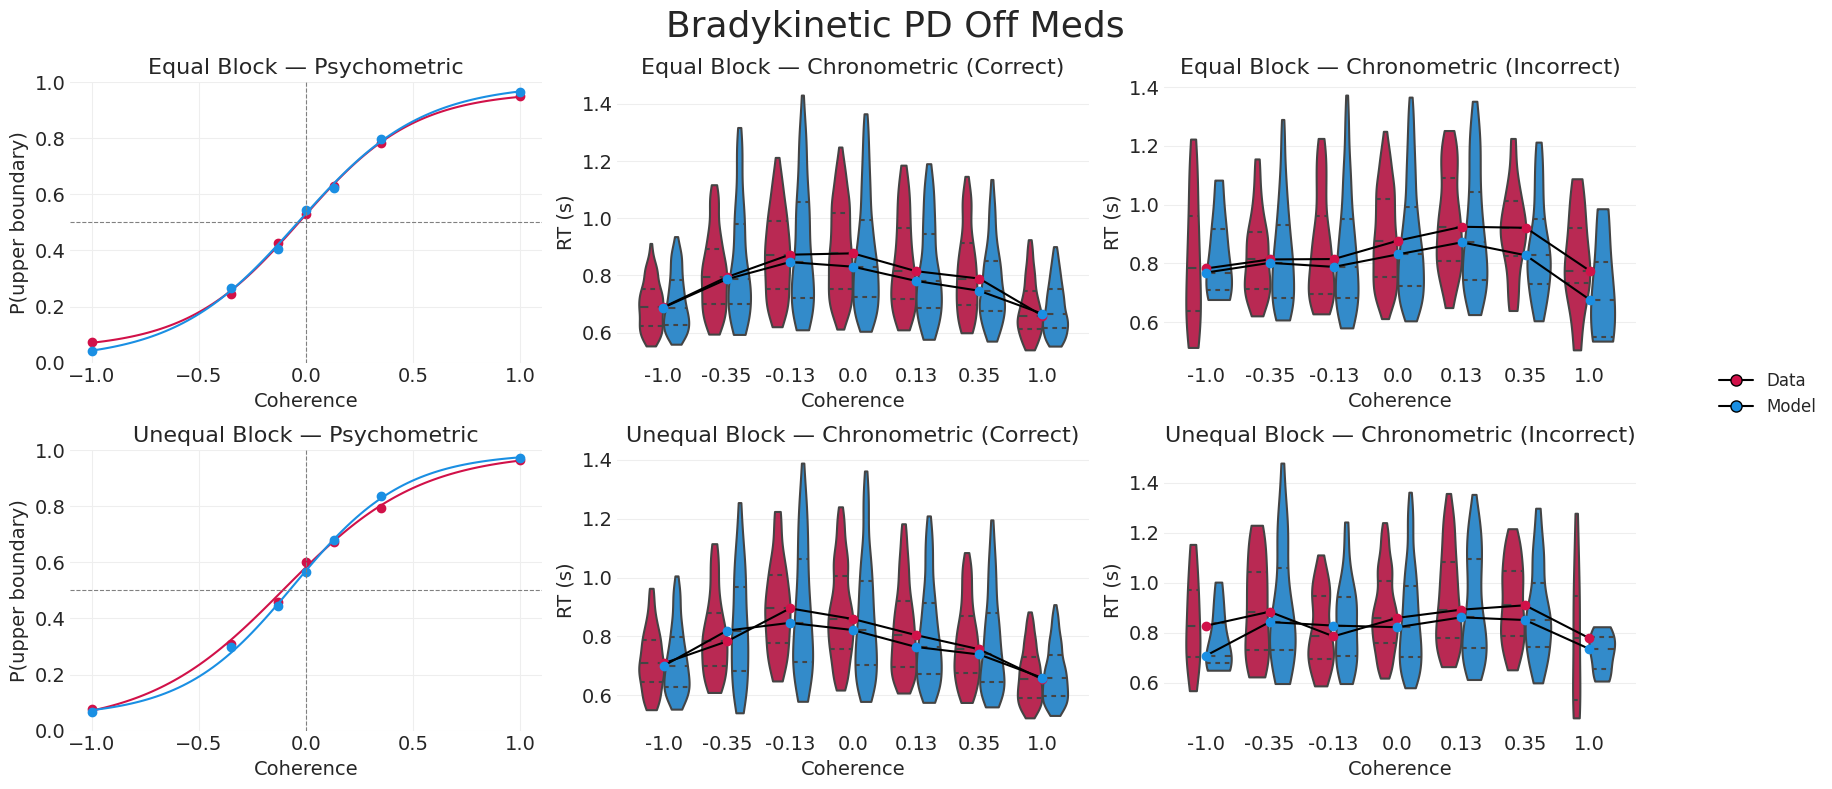 Bradykinetic PD Off Meds
Equal Block — Psychometric
P(upper boundary)
1.0
0.8
0.6
0.4
0.2
0.0
−1.0 −0.5 0.0 0.5 1.0
Coherence
Equal Block — Chronometric (Correct)
RT (s)
1.4
1.2
1.0
0.8
0.6
-1.0 -0.35 -0.13 0.0 0.13 0.35 1.0
Coherence
Equal Block — Chronometric (Incorrect)
RT (s)
1.4
1.2
1.0
0.8
0.6
-1.0 -0.35 -0.13 0.0 0.13 0.35 1.0
Coherence
Data
Model
Unequal Block — Psychometric
P(upper boundary)
1.0
0.8
0.6
0.4
0.2
0.0
−1.0 −0.5 0.0 0.5 1.0
Coherence
Unequal Block — Chronometric (Correct)
RT (s)
1.4
1.2
1.0
0.8
0.6
-1.0 -0.35 -0.13 0.0 0.13 0.35 1.0
Coherence
Unequal Block — Chronometric (Incorrect)
RT (s)
1.4
1.2
1.0
0.8
0.6
-1.0 -0.35 -0.13 0.0 0.13 0.35 1.0
Coherence